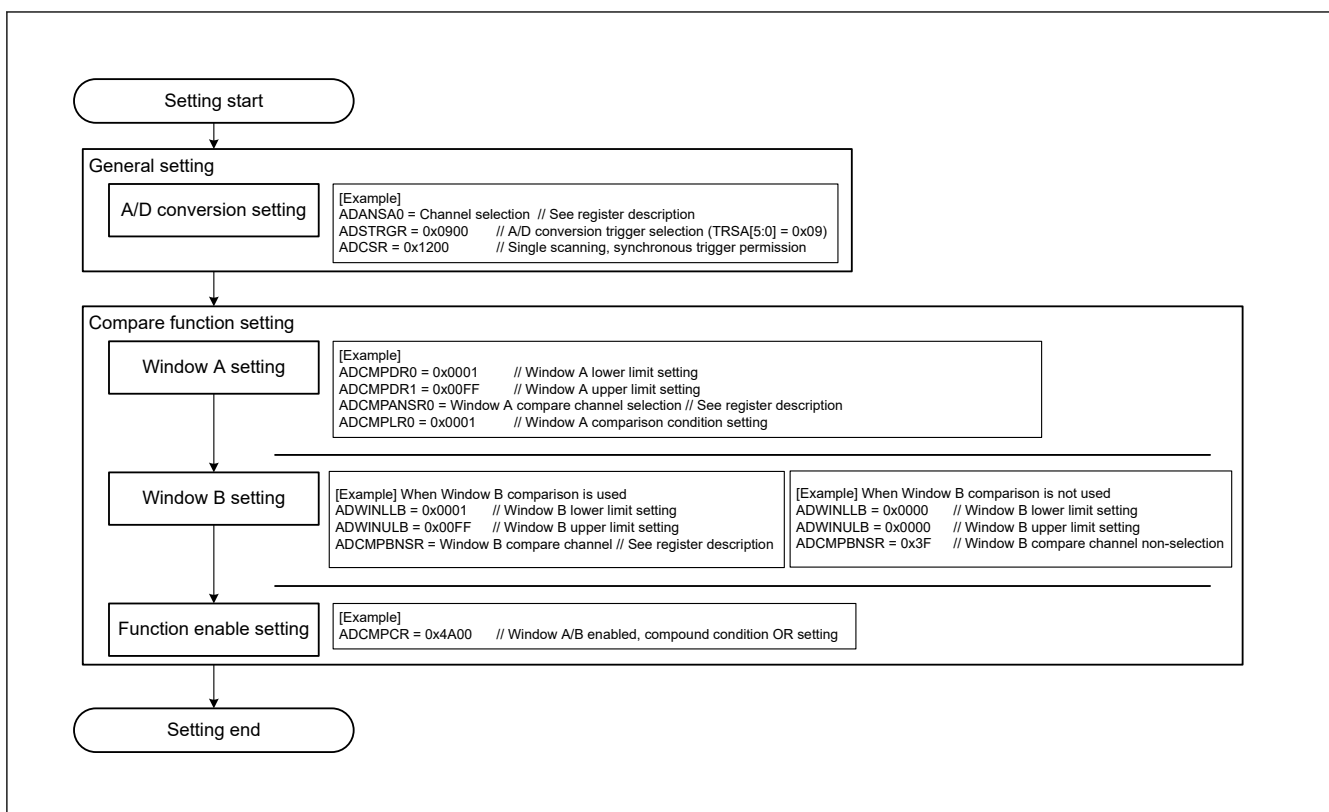 Setting start
General setting
A/D conversion setting
[Example]
ADANSA0 = Channel selection // See register description
ADSTRGR = 0x0900 // A/D conversion trigger selection (TRSA[5:0] = 0x09)
ADCSR = 0x1200 // Single scanning, synchronous trigger permission
Compare function setting
Window A setting
[Example]
ADCMPDR0 = 0x0001 // Window A lower limit setting
ADCMPDR1 = 0x00FF // Window A upper limit setting
ADCMPANSR0 = Window A compare channel selection // See register description
ADCMPLR0 = 0x0001 // Window A comparison condition setting
Window B setting
[Example] When Window B comparison is used
ADWINLLB = 0x0001 // Window B lower limit setting
ADWINULB = 0x00FF // Window B upper limit setting
ADCMPBNSR = Window B compare channel // See register description
[Example] When Window B comparison is not used
ADWINLLB = 0x0000 // Window B lower limit setting
ADWINULB = 0x0000 // Window B upper limit setting
ADCMPBNSR = 0x3F // Window B compare channel non-selection
Function enable setting
[Example]
ADCMPCR = 0x4A00 // Window A/B enabled, compound condition OR setting
Setting end